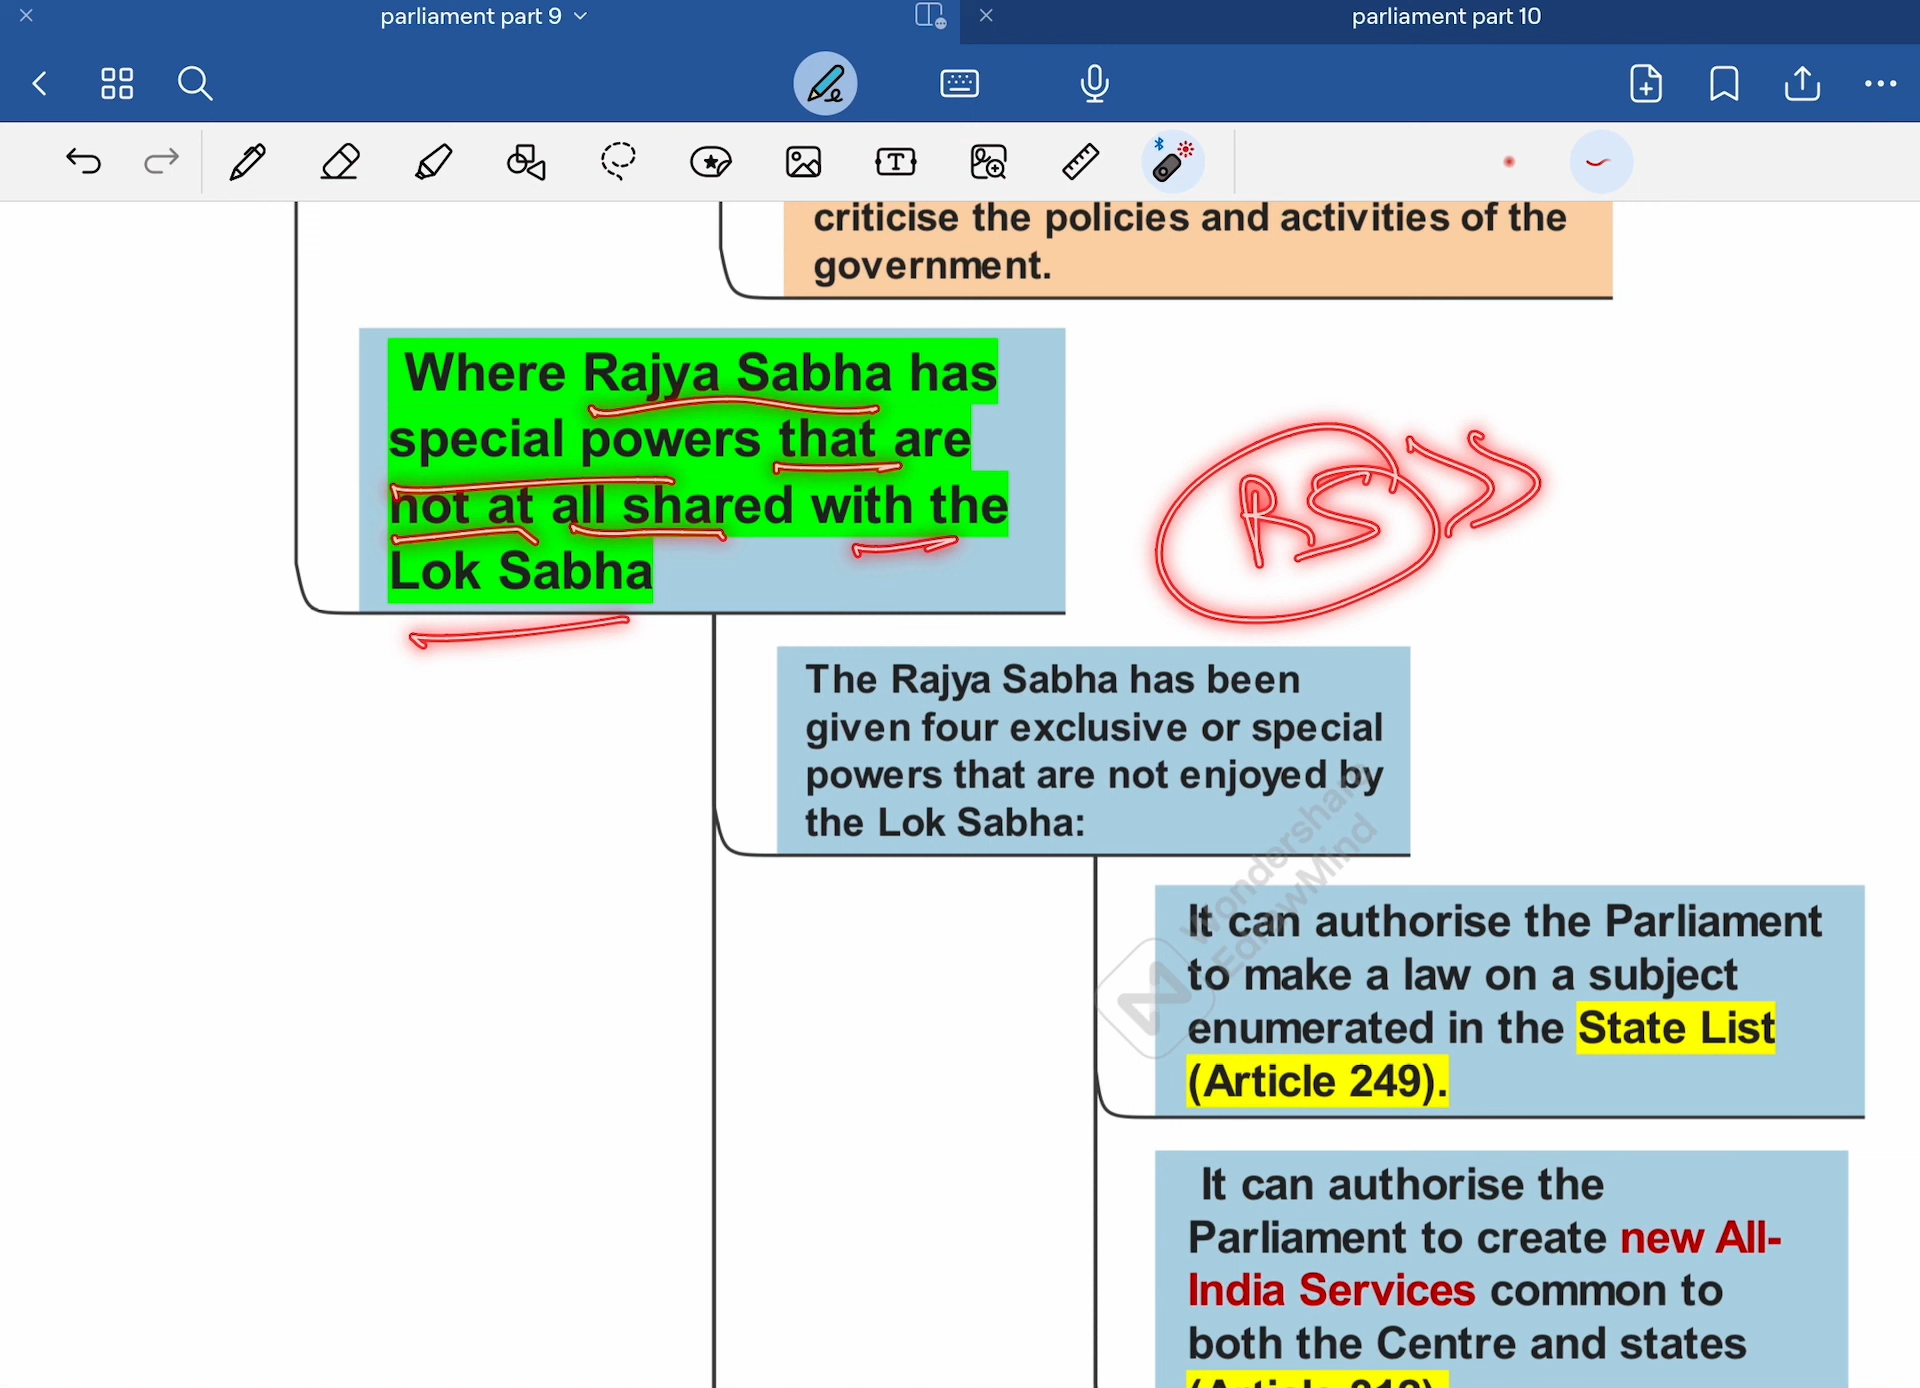 parliament part 9
parliament part 10
criticise the policies and activities of the
government.
Where Rajya Sabha has
special powers that are
not at all shared with the
Lok Sabha
RS >>
The Rajya Sabha has been
given four exclusive or special
powers that are not enjoyed by
the Lok Sabha:
Wondershare
EdrawMind
It can authorise the Parliament
to make a law on a subject
enumerated in the State List
(Article 249).
It can authorise the
Parliament to create new All-
India Services common to
both the Centre and states
(Article 312)